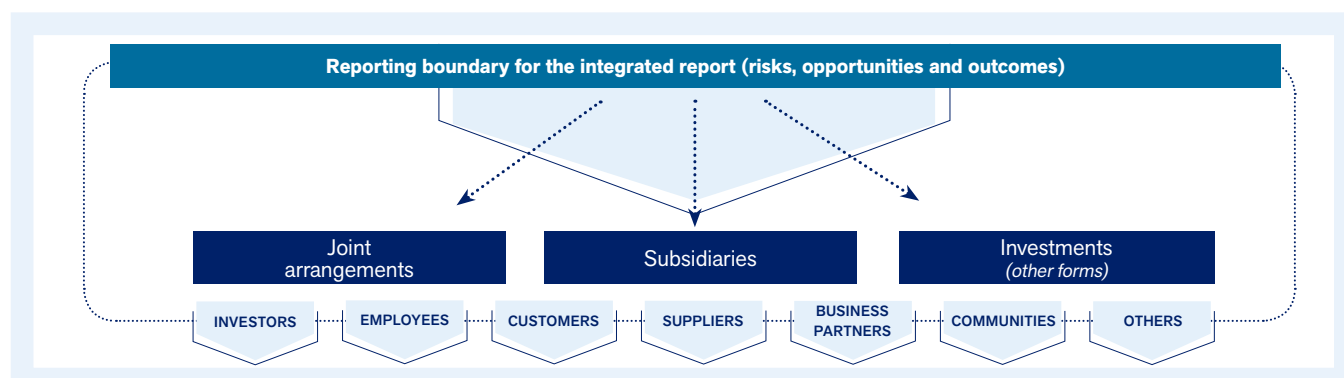 Reporting boundary for the integrated report (risks, opportunities and outcomes)
Joint
arrangements
Subsidiaries
Investments
(other forms)
INVESTORS
EMPLOYEES
CUSTOMERS
SUPPLIERS
BUSINESS
PARTNERS
COMMUNITIES
OTHERS